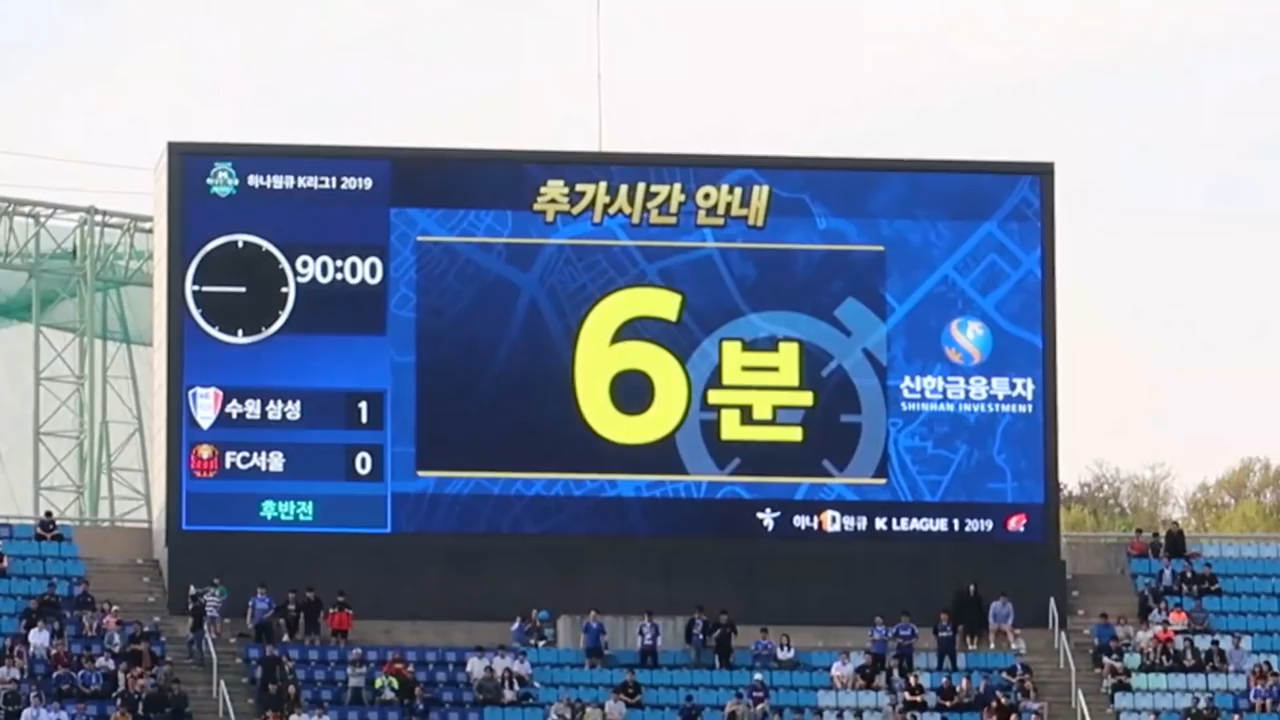 하나원큐 K리그1 2019
추가시간 안내
90:00
6분
수원 삼성 1
FC서울 0
후반전
신한금융투자
SHINHAN INVESTMENT
하나1Q원큐 K LEAGUE 1 2019